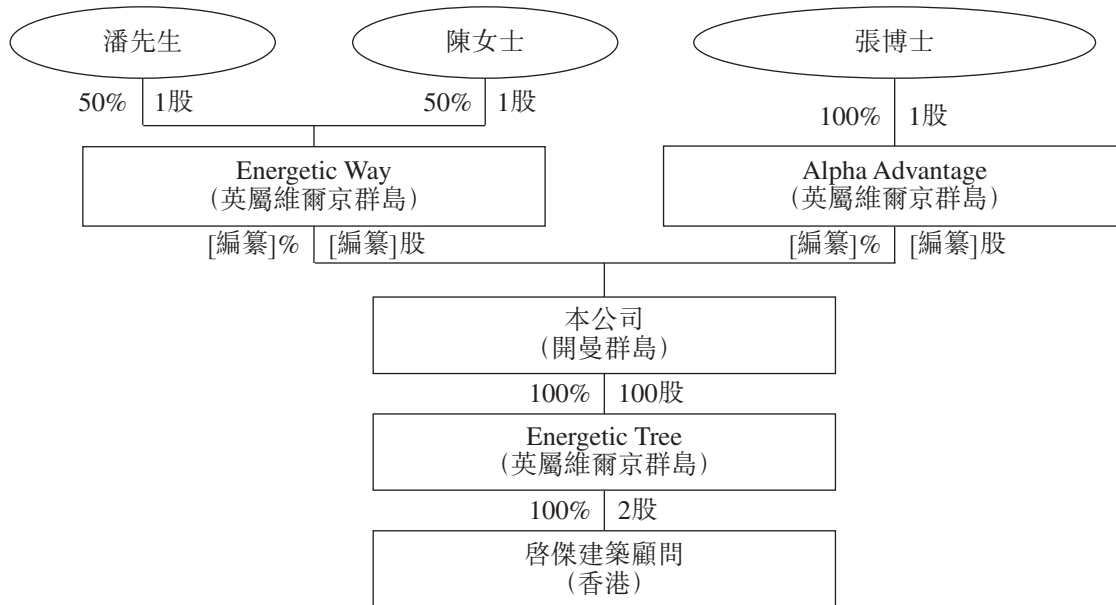 潘先生 陳女士 張博士
50% 1股 50% 1股 100% 1股
Energetic Way Alpha Advantage
(英屬維爾京群島) (英屬維爾京群島)
[編纂]% [編纂]股 [編纂]% [編纂]股
本公司
(開曼群島)
100% 100股
Energetic Tree
(英屬維爾京群島)
100% 2股
啓傑建築顧問
(香港)